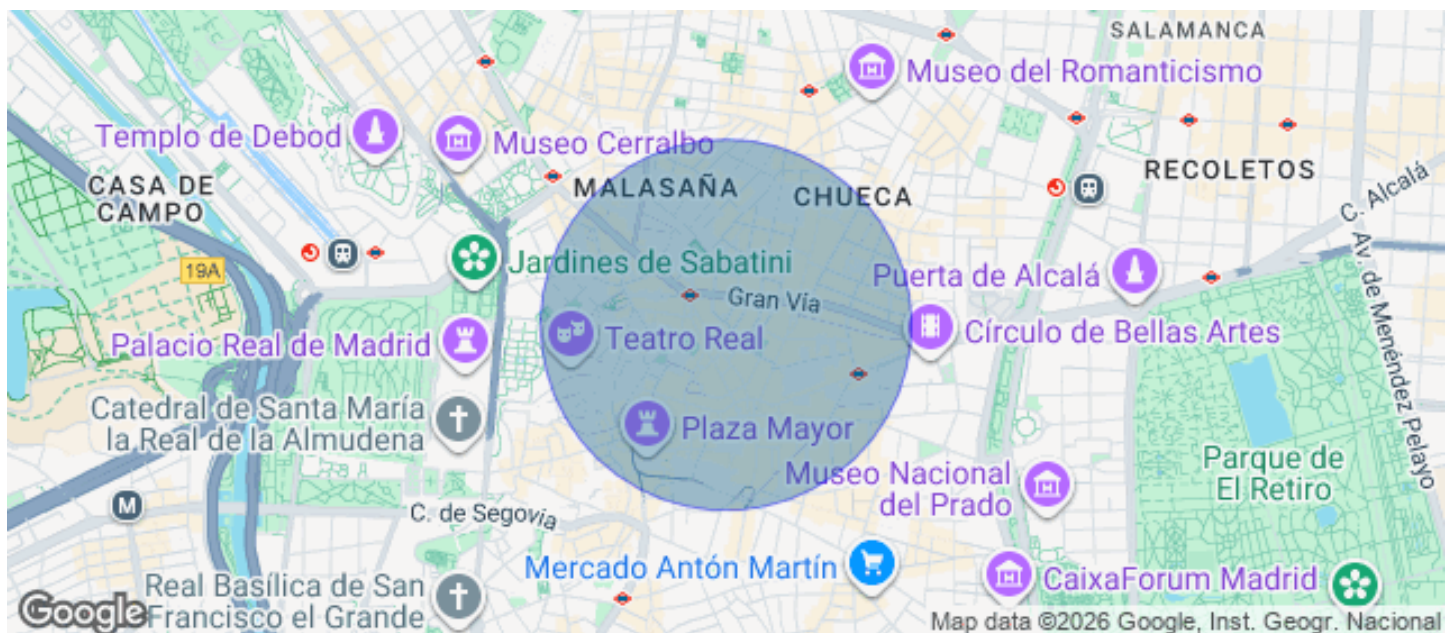 SALAMANCA
Museo del Romanticismo
Templo de Debod
Museo Cerralbo
CASA DE
CAMPO
MALASAÑA
CHUECA
RECOLETOS
C. Alcalá
19A
Jardines de Sabatini
Gran Vía
Puerta de Alcalá
Av. de Menéndez Pelayo
Palacio Real de Madrid
Teatro Real
Círculo de Bellas Artes
Catedral de Santa María
la Real de la Almudena
Plaza Mayor
Museo Nacional
del Prado
Parque de
El Retiro
M
C. de Segovia
Mercado Antón Martín
CaixaForum Madrid
Real Basílica de San
Francisco el Grande
Google
Map data ©2026 Google, Inst. Geogr. Nacional